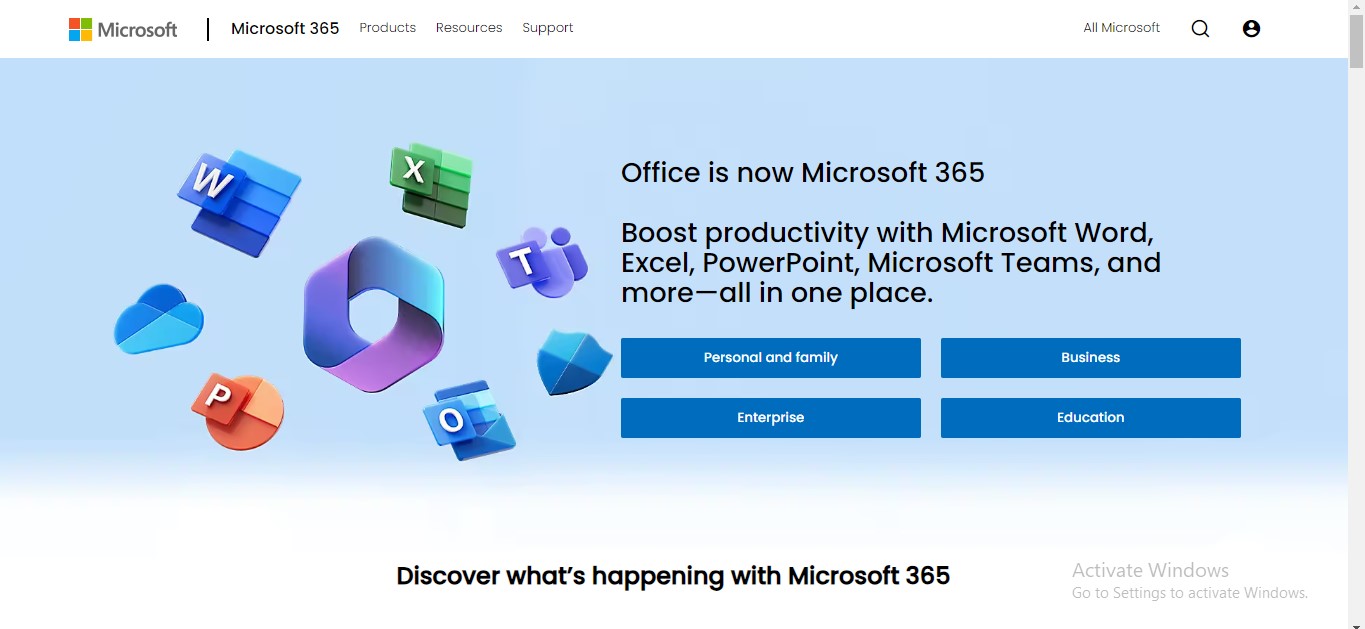 Microsoft
Microsoft 365
Products
Resources
Support
All Microsoft
W
X
T
P
O
Office is now Microsoft 365
Boost productivity with Microsoft Word,
Excel, PowerPoint, Microsoft Teams, and
more—all in one place.
Personal and family
Business
Enterprise
Education
Discover what’s happening with Microsoft 365
Activate Windows
Go to Settings to activate Windows.